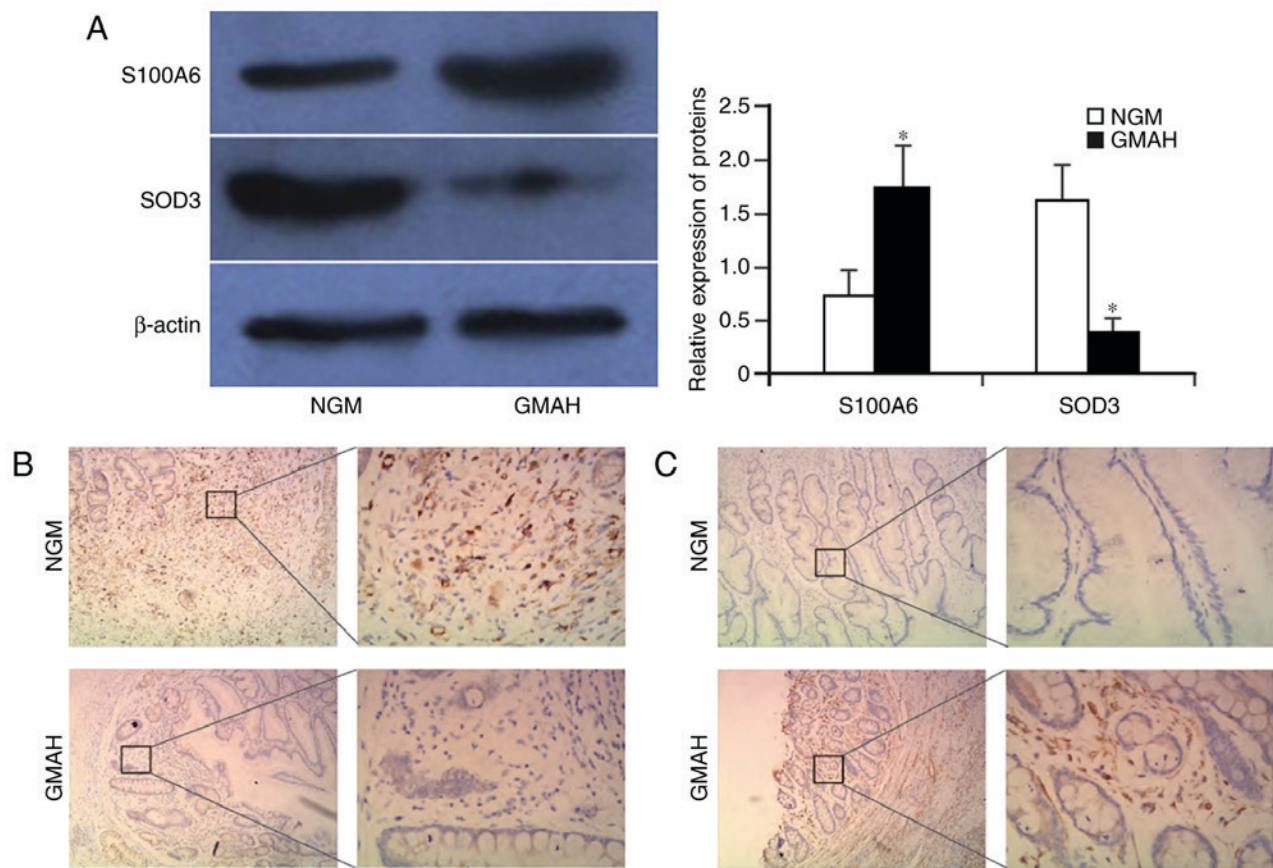 A
S100A6
SOD3
β-actin
NGM GMAH
Relative expression of proteins
2.5
2.0
1.5
1.0
0.5
0
NGM
GMAH
*
*
S100A6 SOD3
B
NGM
GMAH
C
NGM
GMAH